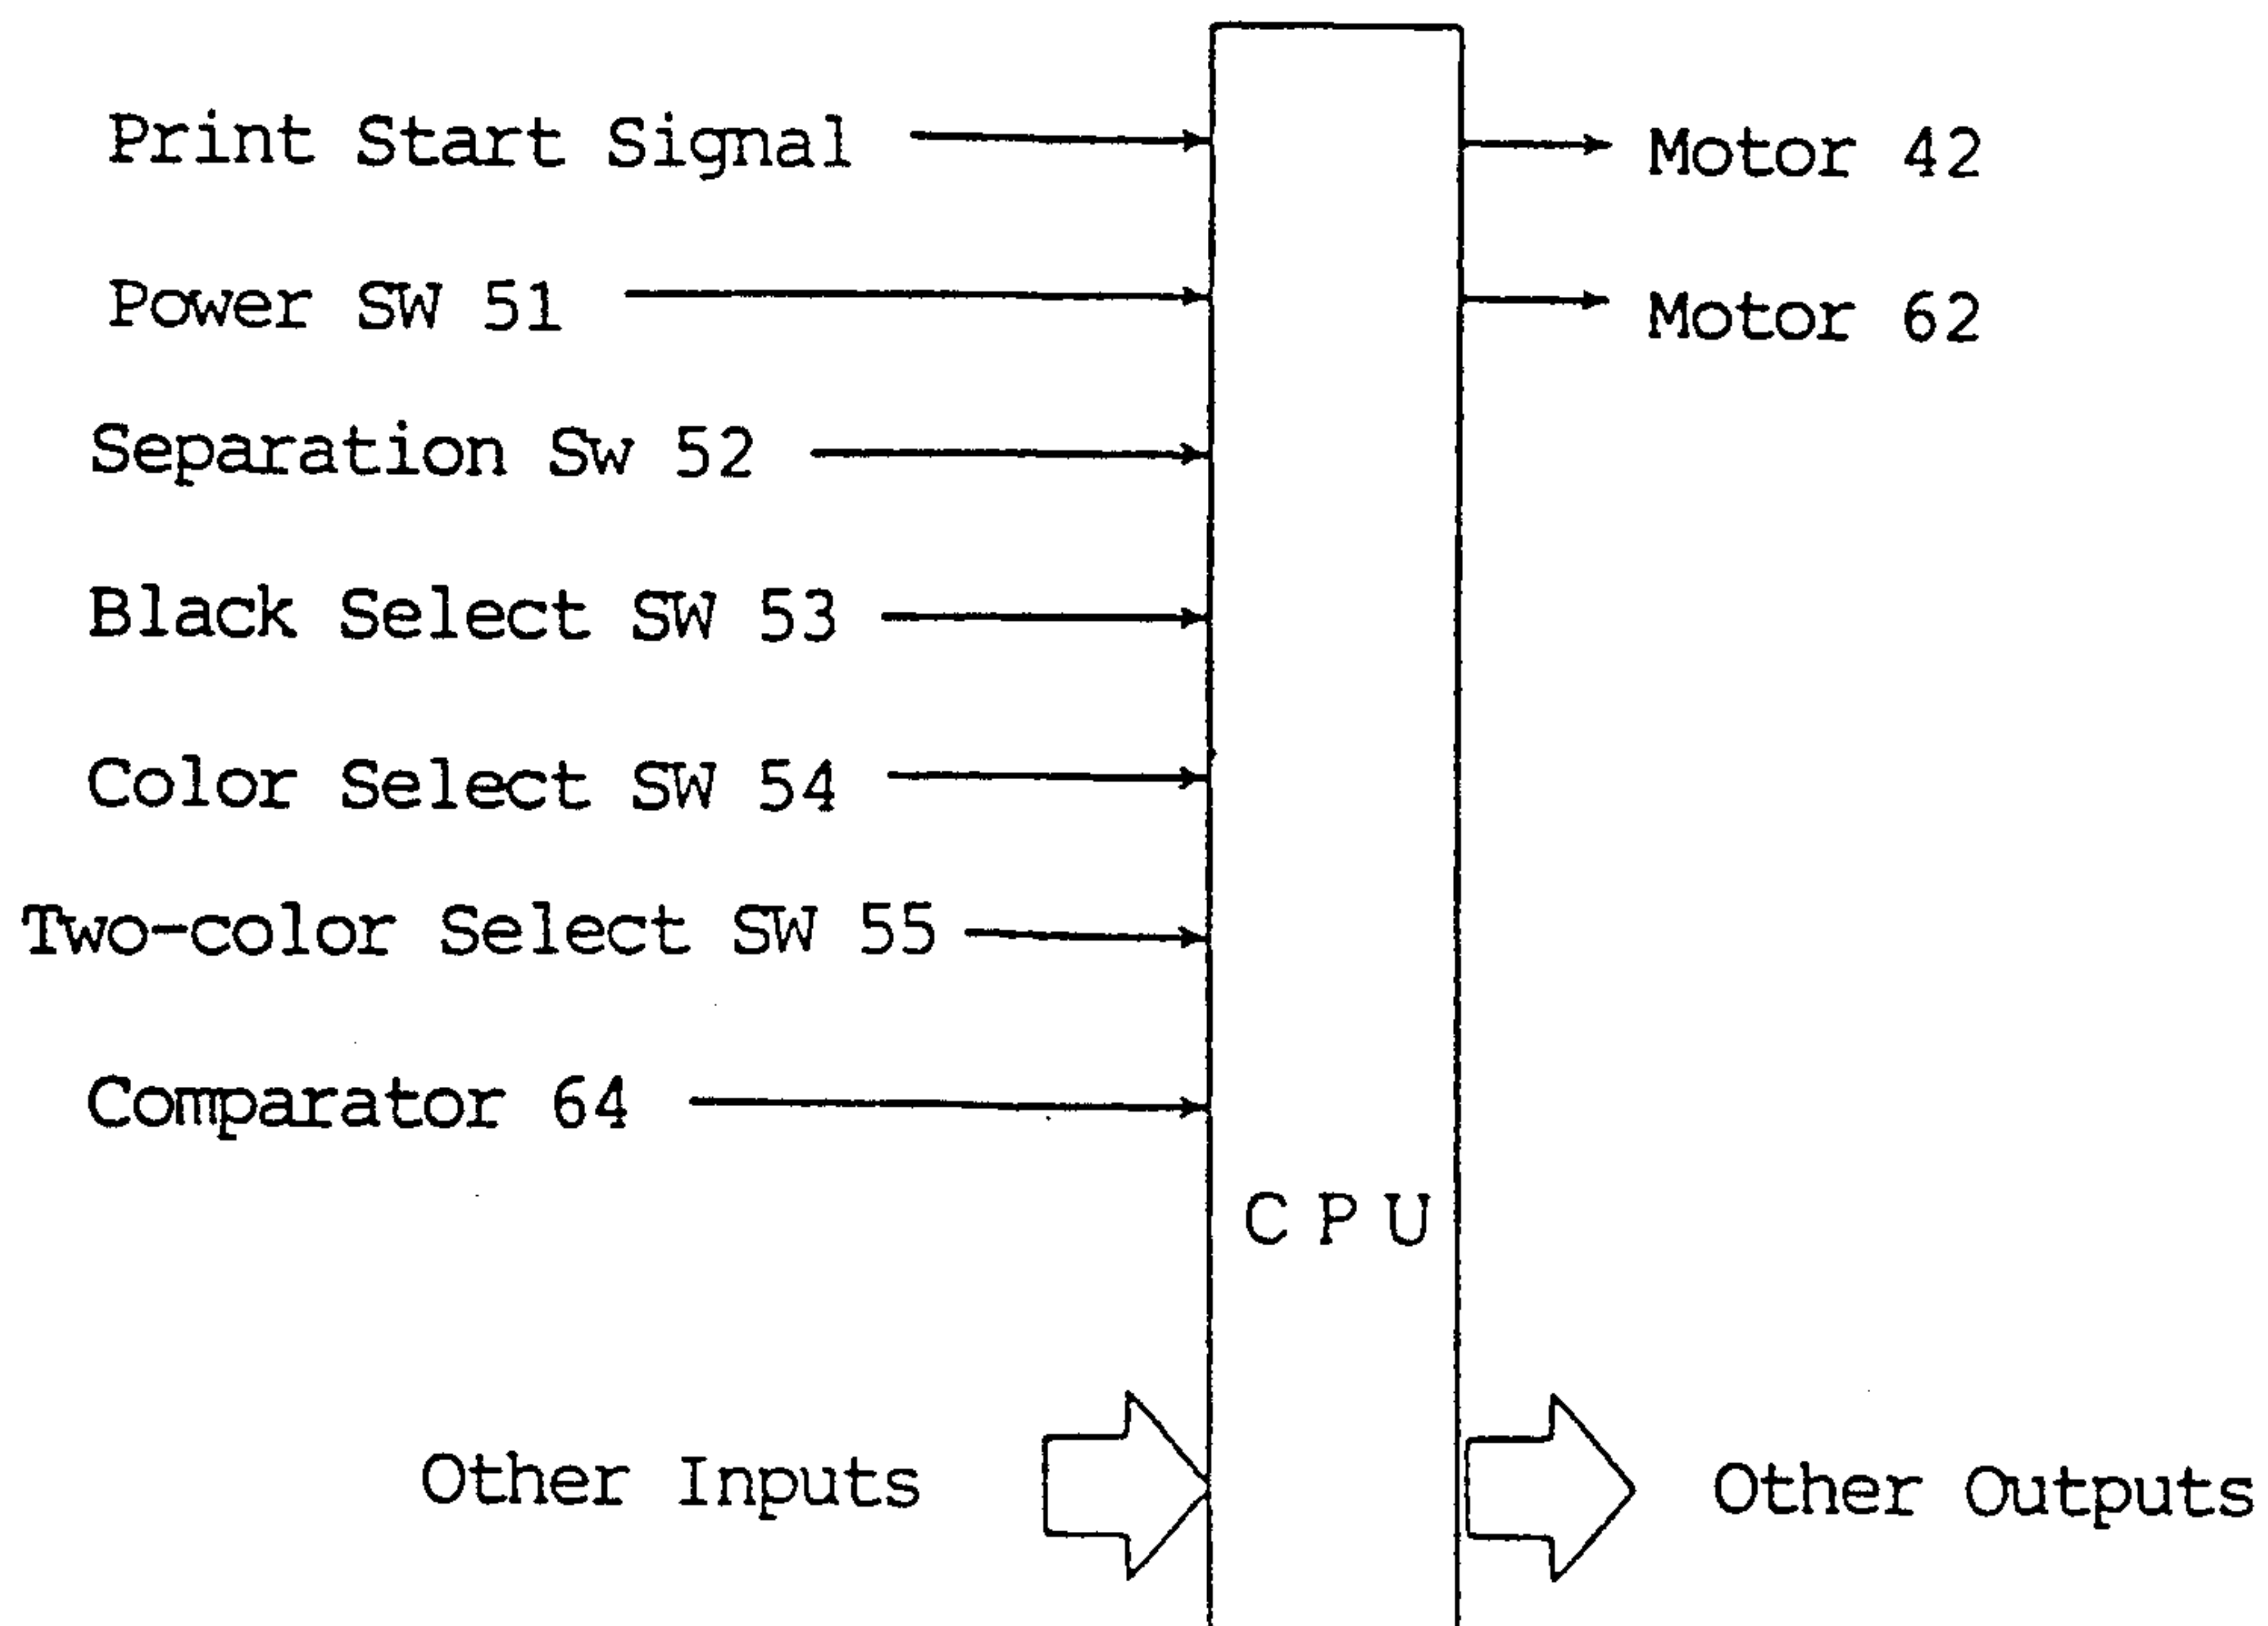 Print Start Signal
Motor 42
Power SW 51
Motor 62
Separation Sw 52
Black Select SW 53
Color Select SW 54
Two-color Select SW 55
Comparator 64
CPU
Other Inputs
Other Outputs